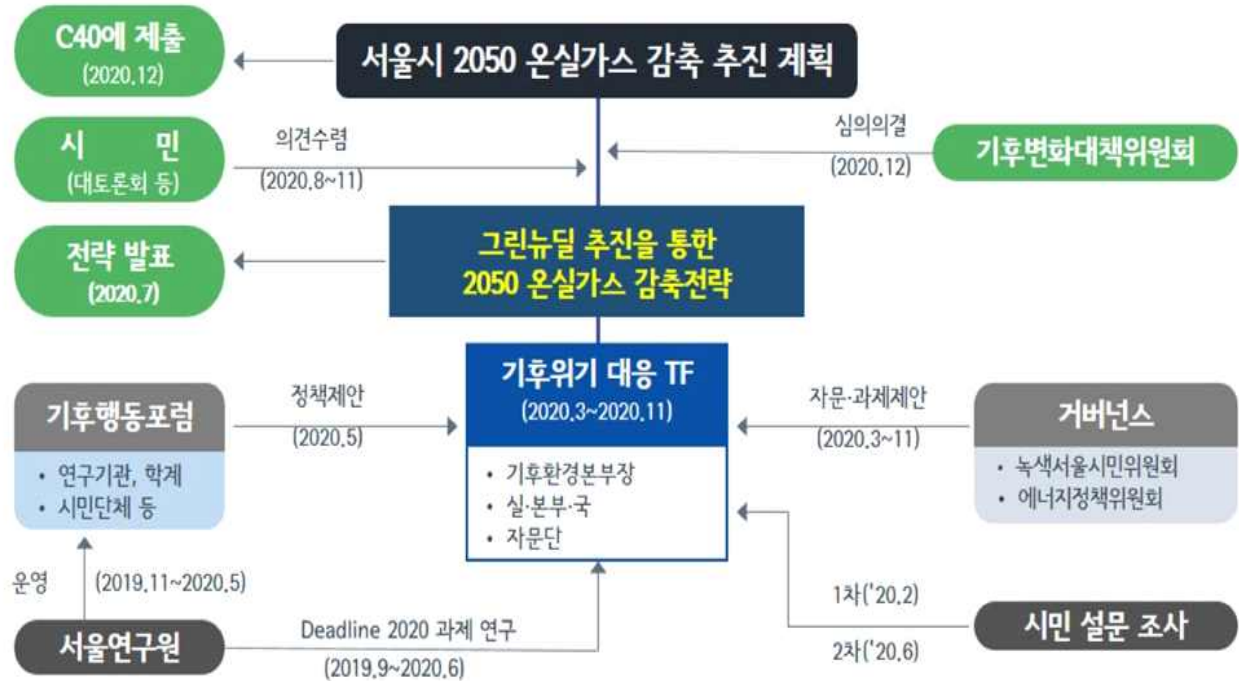 C40에 제출
(2020.12)
서울시 2050 온실가스 감축 추진 계획
시 민
(대토론회 등)
의견수렴
(2020.8~11)
심의의결
(2020.12)
기후변화대책위원회
전략 발표
(2020.7)
그린뉴딜 추진을 통한
2050 온실가스 감축전략
기후행동포럼
• 연구기관, 학계
• 시민단체 등
정책제안
(2020.5)
기후위기 대응 TF
(2020.3~2020.11)
• 기후환경본부장
• 실·본부·국
• 자문단
자문·과제제안
(2020.3~11)
거버넌스
• 녹색서울시민위원회
• 에너지정책위원회
운영 (2019.11~2020.5)
서울연구원
Deadline 2020 과제 연구
(2019.9~2020.6)
1차('20.2)
2차('20.6)
시민 설문 조사